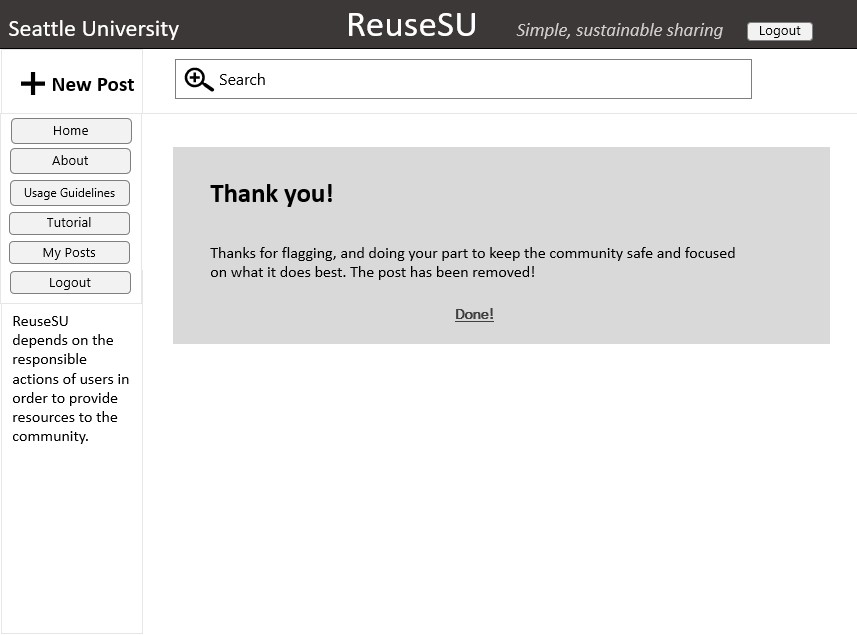 Seattle University
ReuseSU
Simple, sustainable sharing
Logout
New Post
Search
Home
About
Usage Guidelines
Tutorial
My Posts
Logout
ReuseSU
depends on the
responsible
actions of users in
order to provide
resources to the
community.
Thank you!
Thanks for flagging, and doing your part to keep the community safe and focused
on what it does best. The post has been removed!
Done!